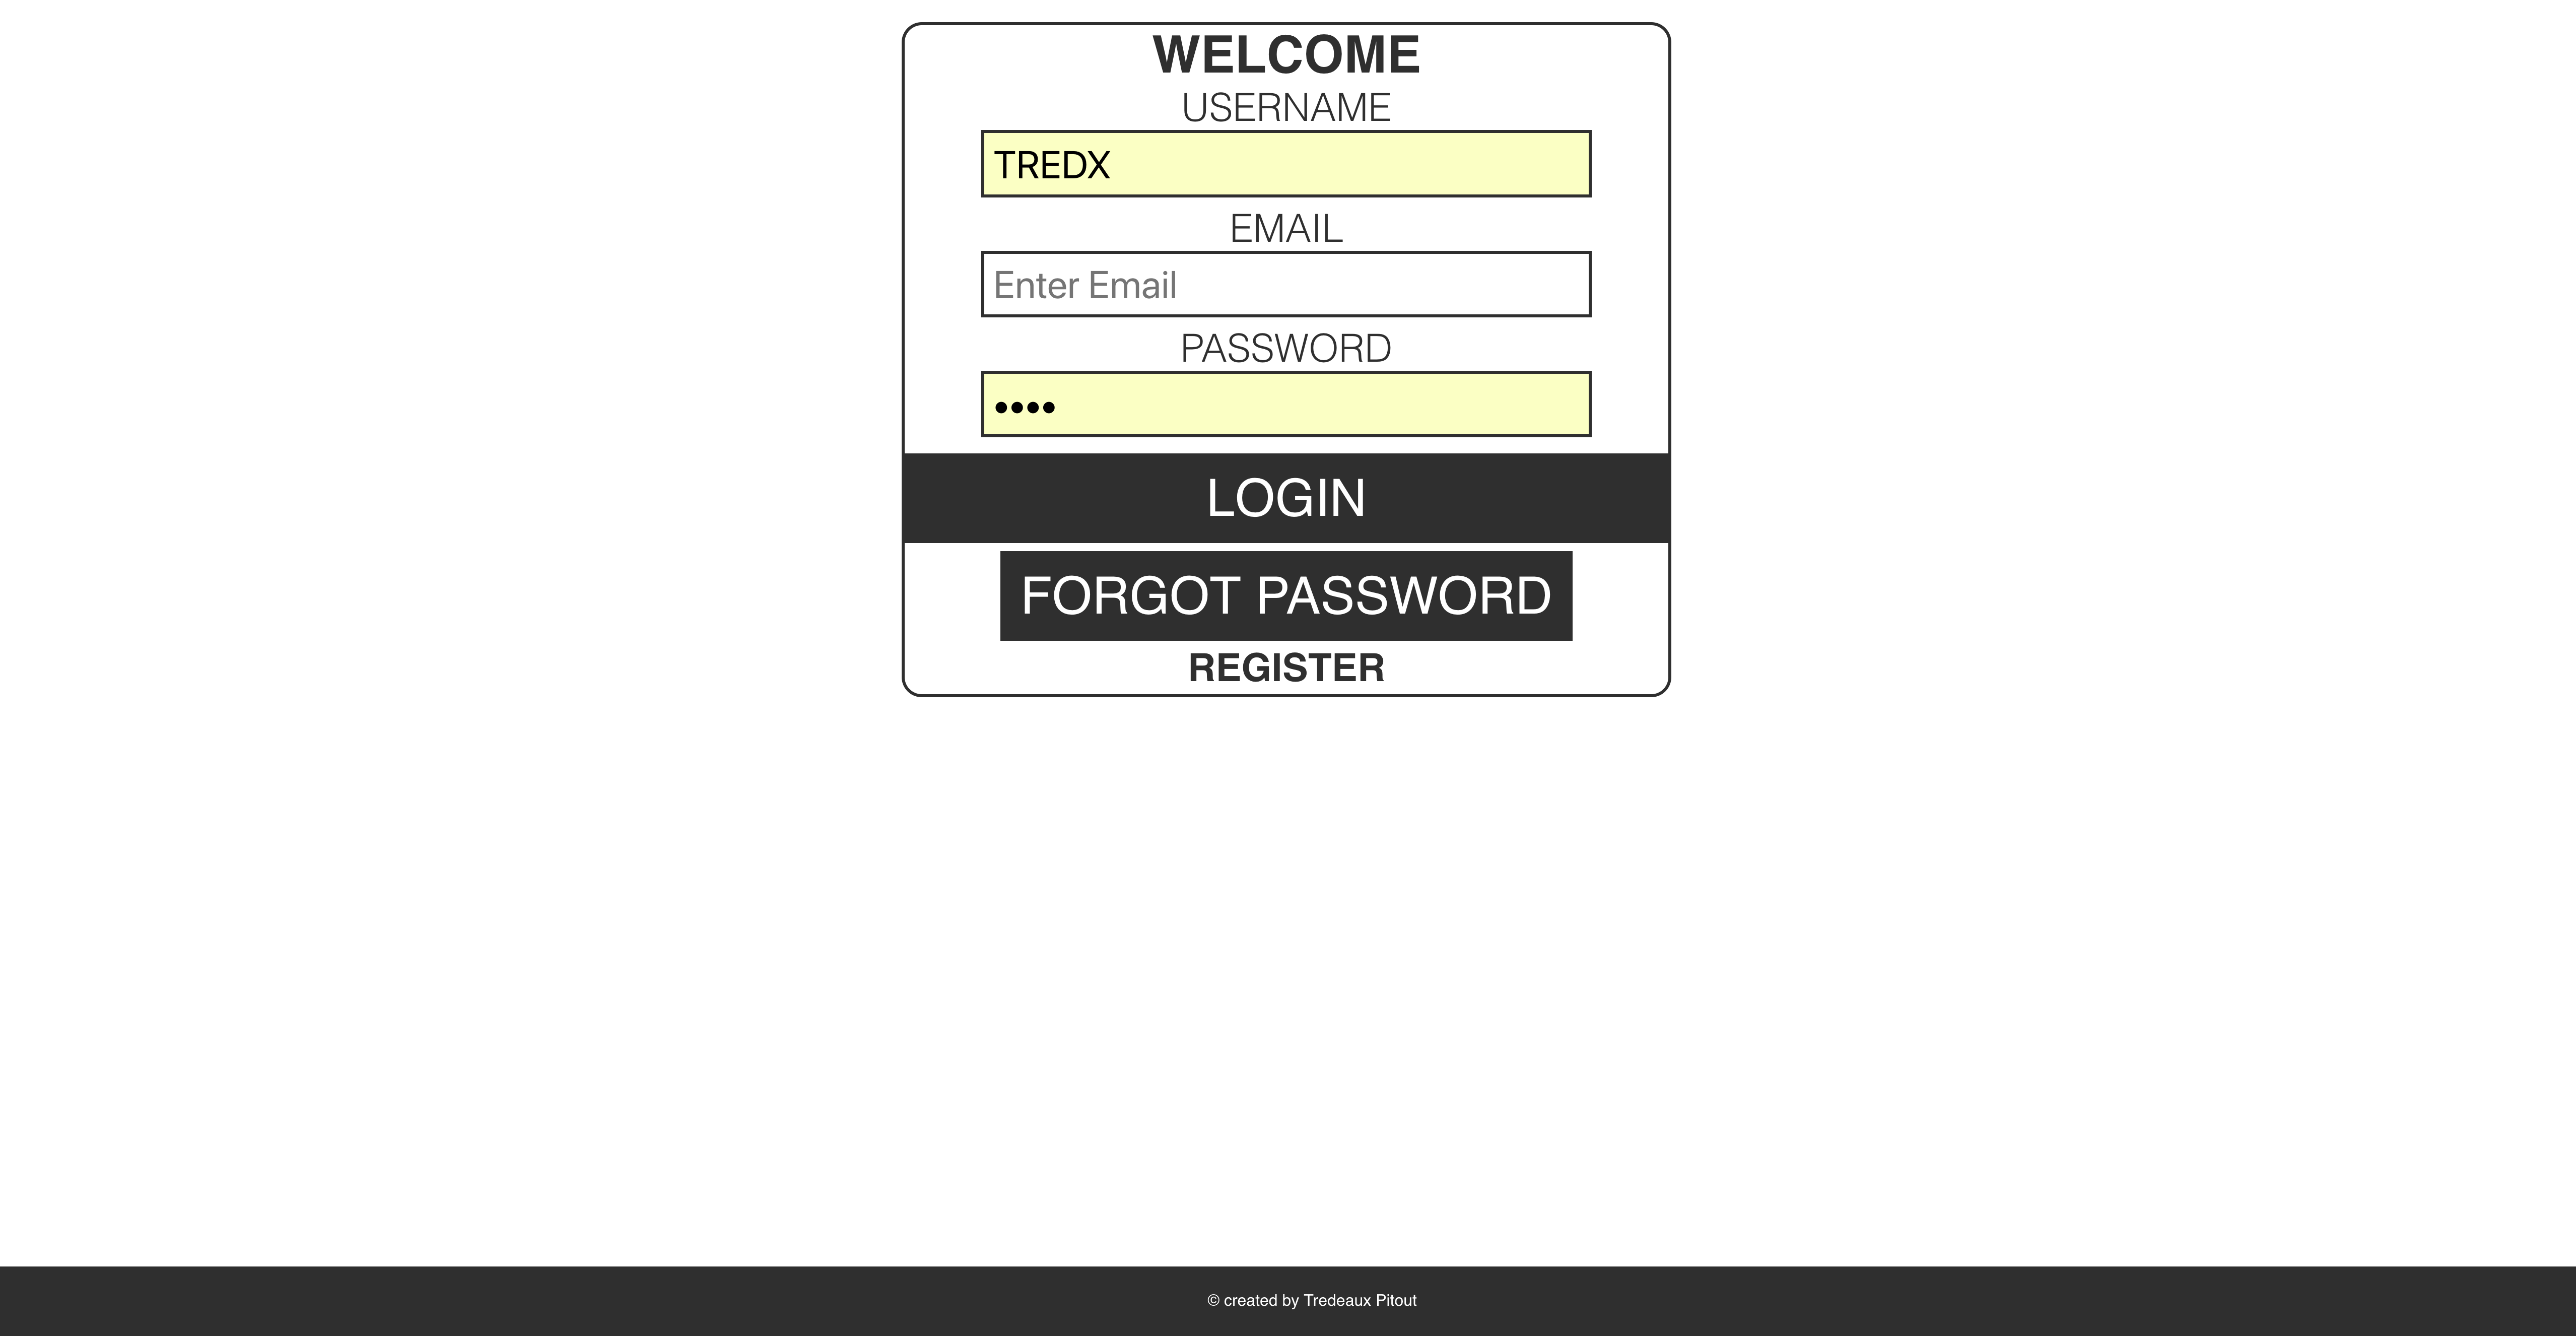 WELCOME
USERNAME
TREDX
EMAIL
Enter Email
PASSWORD
••••
LOGIN
FORGOT PASSWORD
REGISTER
© created by Tredeaux Pitout